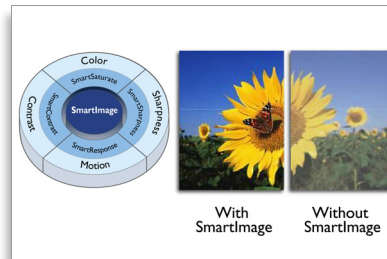 Color
SmartSaturate
Contrast
SmartContrast
SmartImage
SmartSharpness
Sharpness
SmartResponse
Motion
With
SmartImage
Without
SmartImage